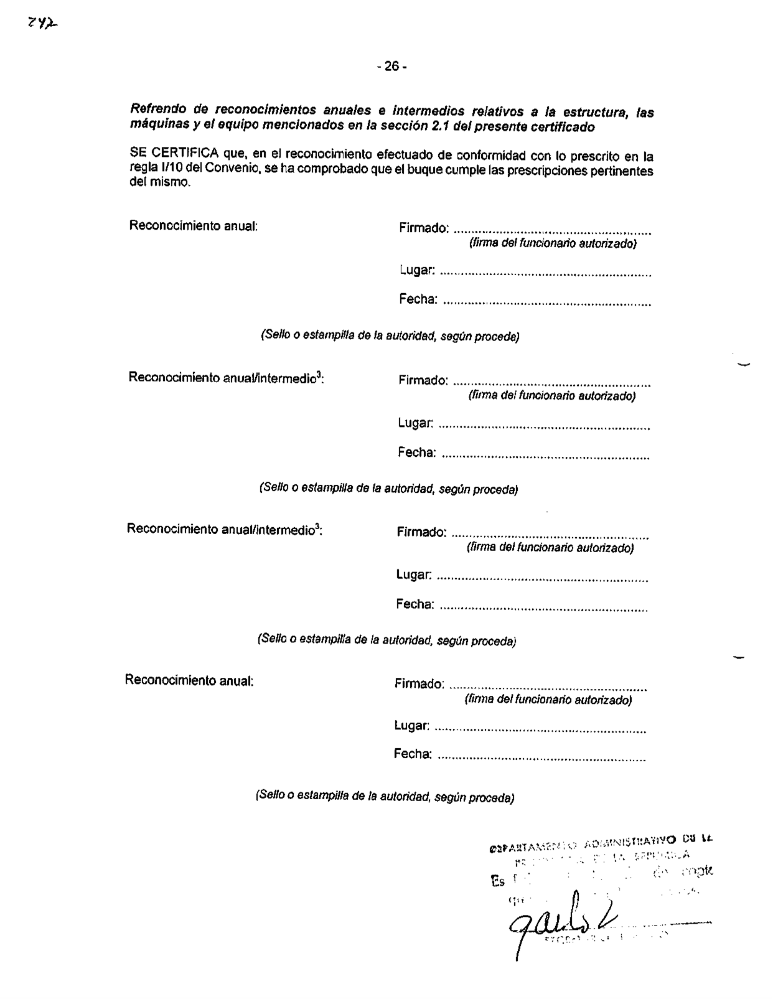 242
- 26 -
Refrendo de reconocimientos anuales e intermedios relativos a la estructura, las
máquinas y el equipo mencionados en la sección 2.1 del presente certificado
SE CERTIFICA que, en el reconocimiento efectuado de conformidad con lo prescrito en la
regla I/10 del Convenio, se ha comprobado que el buque cumple las prescripciones pertinentes
del mismo.
Reconocimiento anual: Firmado: ........................................................
(firma del funcionario autorizado)
Lugar: ............................................................
Fecha: ...........................................................
(Sello o estampilla de la autoridad, según proceda)
Reconocimiento anual/intermedio³: Firmado: ........................................................
(firma del funcionario autorizado)
Lugar: ............................................................
Fecha: ...........................................................
(Sello o estampilla de la autoridad, según proceda)
Reconocimiento anual/intermedio³: Firmado: ........................................................
(firma del funcionario autorizado)
Lugar: ............................................................
Fecha: ...........................................................
(Sello o estampilla de la autoridad, según proceda)
Reconocimiento anual: Firmado: ........................................................
(firma del funcionario autorizado)
Lugar: ............................................................
Fecha: ...........................................................
(Sello o estampilla de la autoridad, según proceda)
DEPARTAMENTO ADMINISTRATIVO DE LA
DE LA REPUBLICA
Es